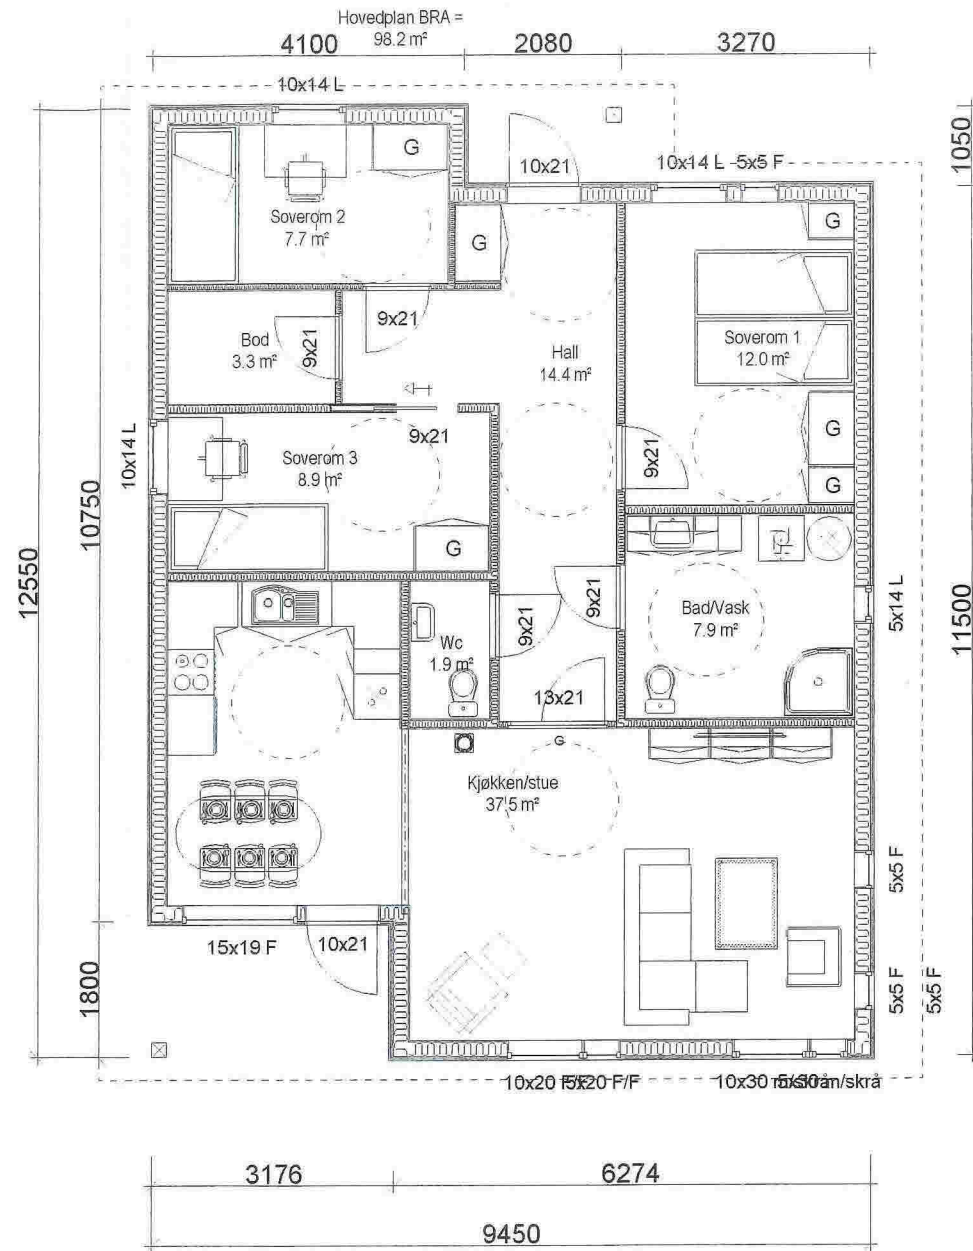 Hovedplan BRA =
98.2 m²
4100
2080
3270
10x14 L
1050
G
10x21
10x14 L
5x5 F
Soverom 2
7.7 m²
G
G
9x21
Bod
3.3 m²
9x21
Hall
14.4 m²
Soverom 1
12.0 m²
10x14 L
9x21
Soverom 3
8.9 m²
9x21
G
G
G
10750
12550
9x21
9x21
Bad/Vask
7.9 m²
5x14 L
11500
Wc
1.9 m²
13x21
G
Kjøkken/stue
37.5 m²
5x5 F
15x19 F
10x21
1800
5x5 F
5x5 F
10x20
5x20 F/F
10x30
3176
6274
9450